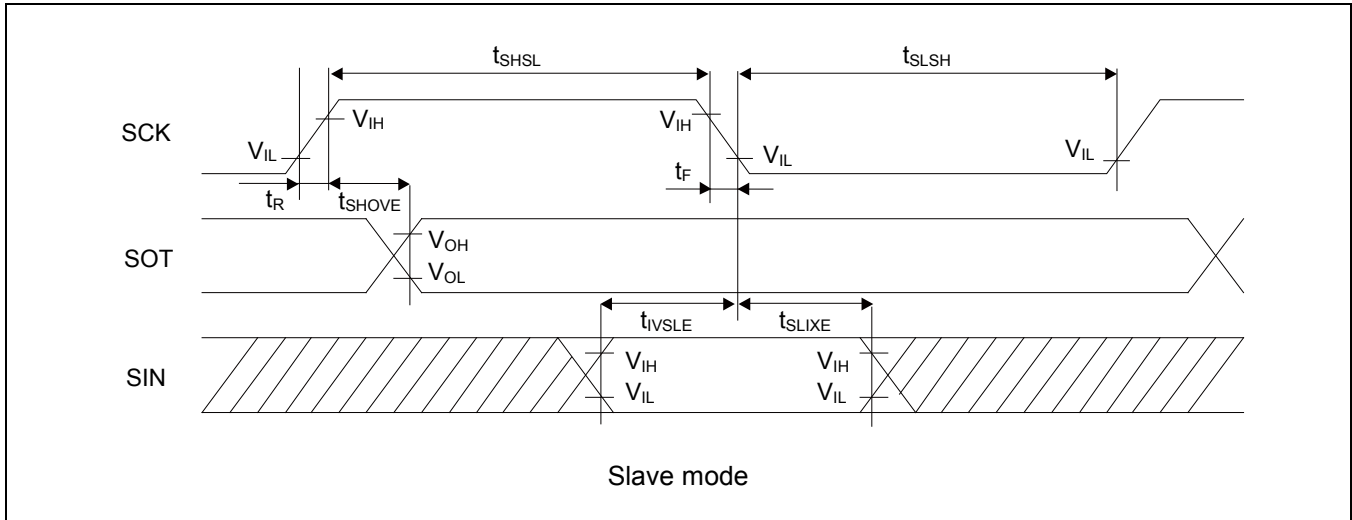 tSHSL
tSLSH
SCK
VIH
VIH
VIL
VIL
VIL
tF
tR
tSHOVE
VOH
SOT
VOL
tIVSLE
tSLIXE
VIH
VIH
SIN
VIL
VIL
Slave mode